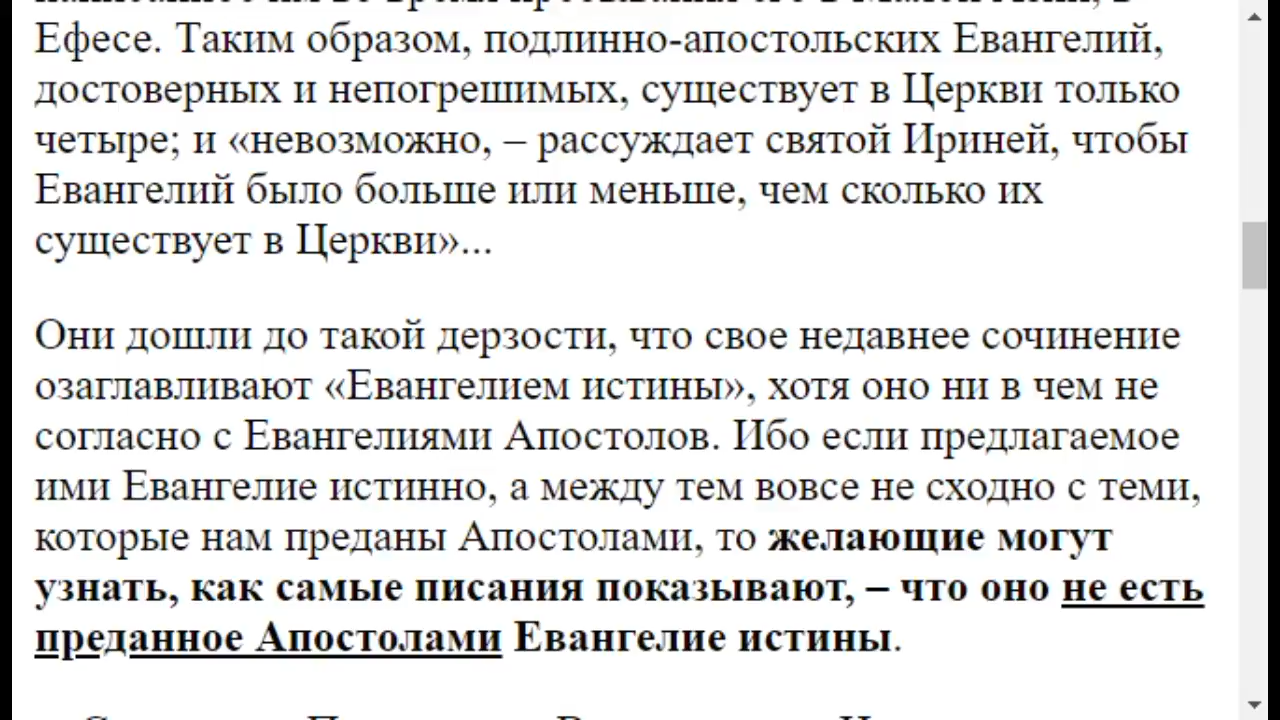 Ефесе. Таким образом, подлинно-апостольских Евангелий,
достоверных и непогрешимых, существует в Церкви только
четыре; и «невозможно, – рассуждает святой Ириней, чтобы
Евангелий было больше или меньше, чем сколько их
существует в Церкви»...
Они дошли до такой дерзости, что свое недавнее сочинение
озаглавливают «Евангелием истины», хотя оно ни в чем не
согласно с Евангелиями Апостолов. Ибо если предлагаемое
ими Евангелие истинно, а между тем вовсе не сходно с теми,
которые нам преданы Апостолами, то желающие могут
узнать, как самые писания показывают, – что оно не есть
преданное Апостолами Евангелие истины.